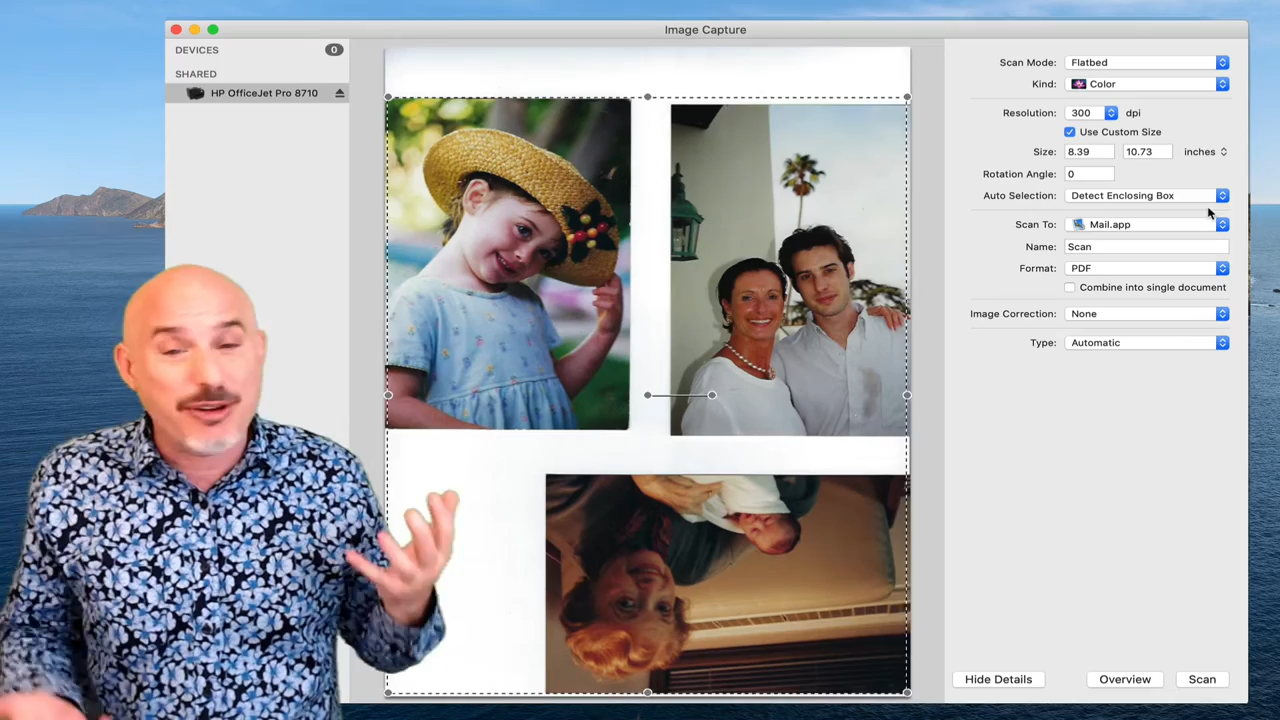 Image Capture
DEVICES 0
SHARED
HP OfficeJet Pro 8710
Scan Mode: Flatbed
Kind: Color
Resolution: 300 dpi
Use Custom Size
Size: 8.39 10.73 inches
Rotation Angle: 0
Auto Selection: Detect Enclosing Box
Scan To: Mail.app
Name: Scan
Format: PDF
Combine into single document
Image Correction: None
Type: Automatic
Hide Details Overview Scan